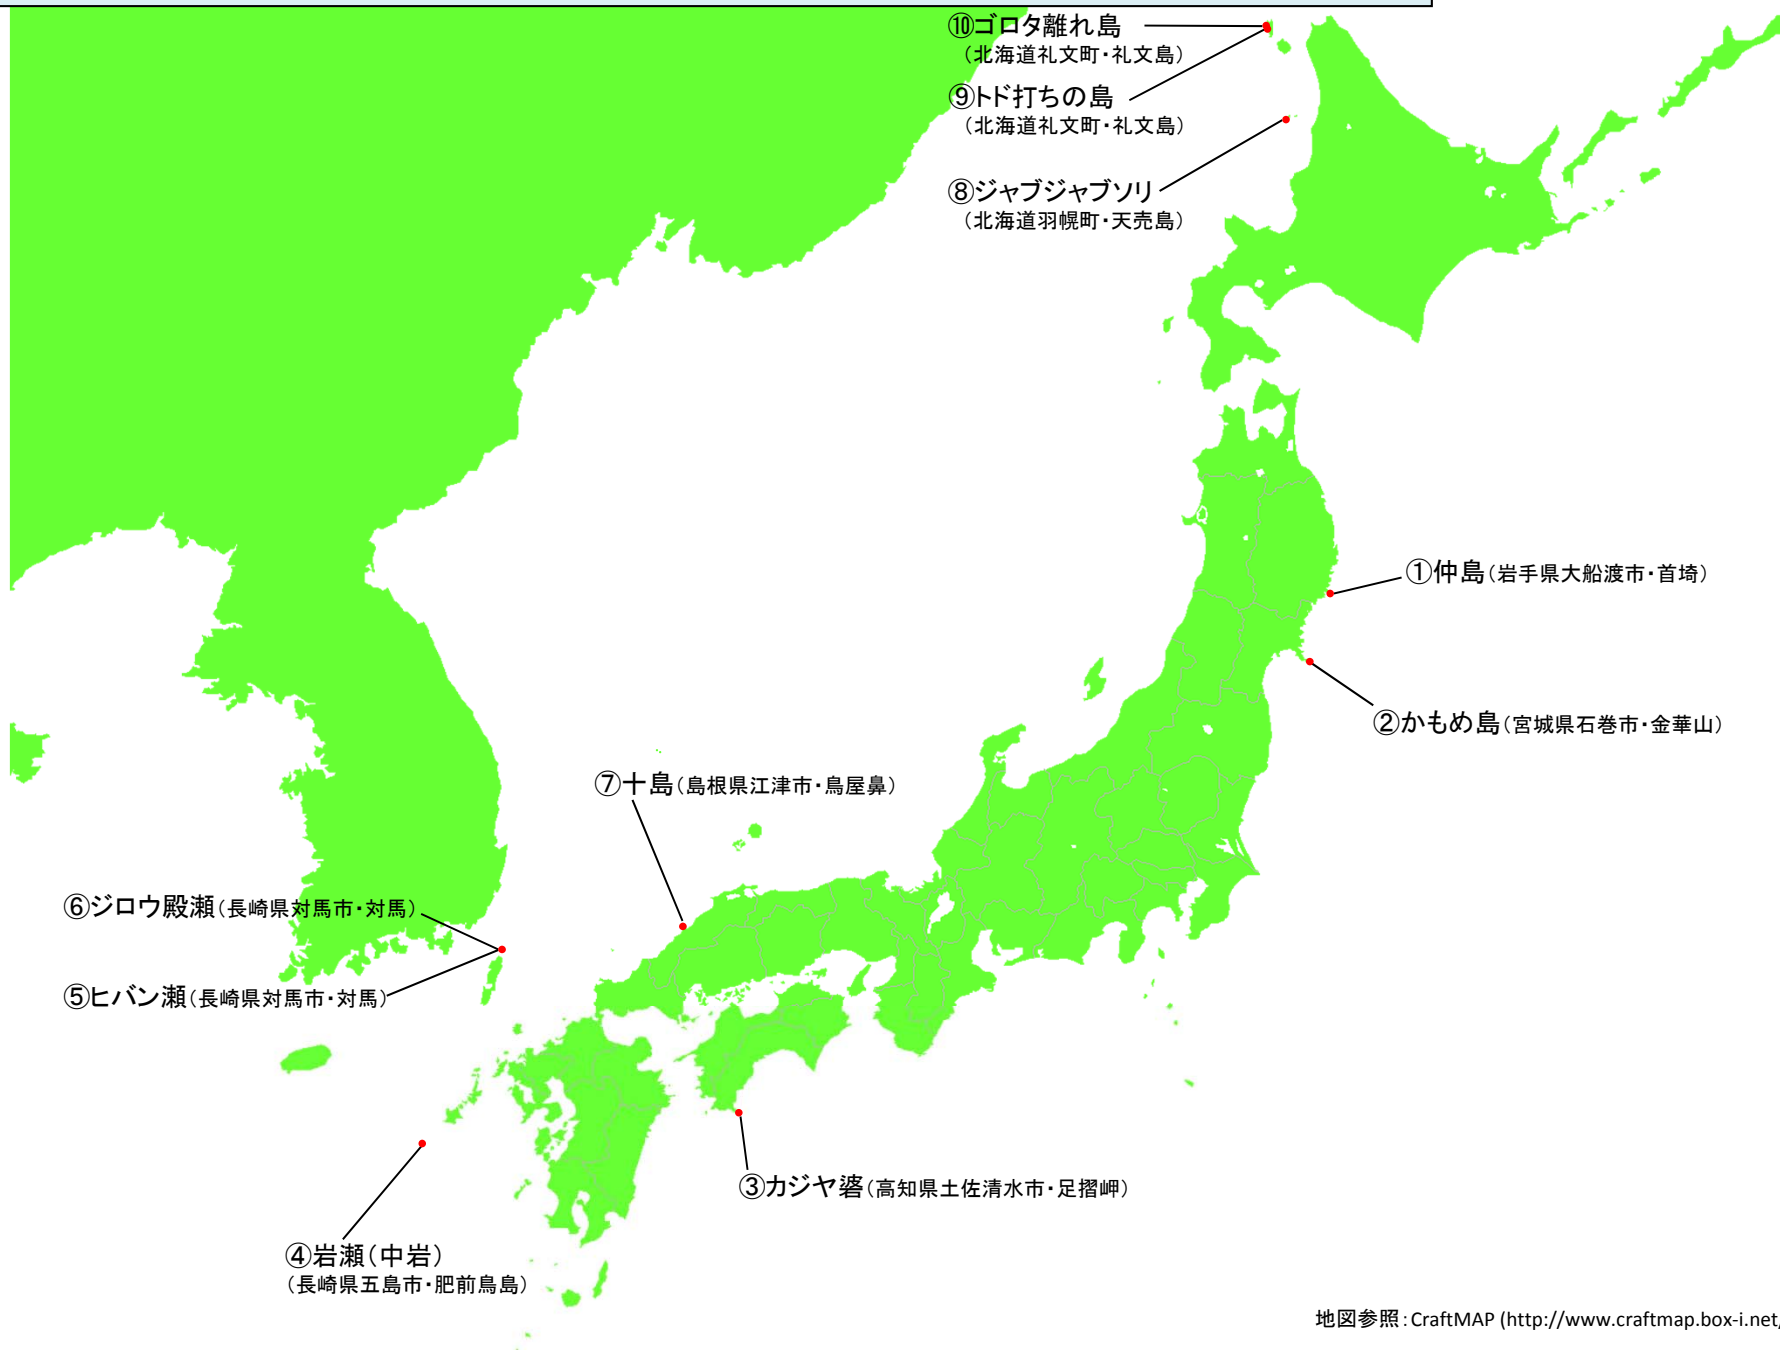 ⑩ゴロタ離れ島
（北海道礼文町・礼文島）
⑨トド打ちの島
（北海道礼文町・礼文島）
⑧ジャブジャブソリ
（北海道羽幌町・天売島）
①仲島（岩手県大船渡市・首埼）
②かもめ島（宮城県石巻市・金華山）
⑦十島（島根県江津市・鳥屋鼻）
⑥ジロウ殿瀬（長崎県対馬市・対馬）
⑤ヒバン瀬（長崎県対馬市・対馬）
③カジヤ碆（高知県土佐清水市・足摺岬）
④岩瀬（中岩）
（長崎県五島市・肥前鳥島）
地図参照：CraftMAP (http://www.craftmap.box-i.net/